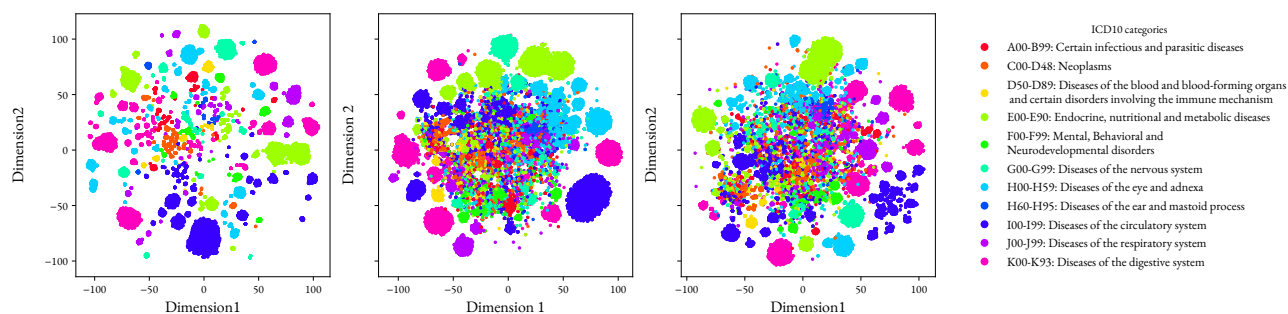 100
50
0
−50
−100
Dimension2
−100
−50
0
50
100
Dimension1
Dimension 2
−100
−50
0
50
100
Dimension 1
Dimension2
−100
−50
0
50
100
Dimension1
ICD10 categories
A00-B99: Certain infectious and parasitic diseases
C00-D48: Neoplasms
D50-D89: Diseases of the blood and blood-forming organs
and certain disorders involving the immune mechanism
E00-E90: Endocrine, nutritional and metabolic diseases
F00-F99: Mental, Behavioral and
Neurodevelopmental disorders
G00-G99: Diseases of the nervous system
H00-H59: Diseases of the eye and adnexa
H60-H95: Diseases of the ear and mastoid process
I00-I99: Diseases of the circulatory system
J00-J99: Diseases of the respiratory system
K00-K93: Diseases of the digestive system